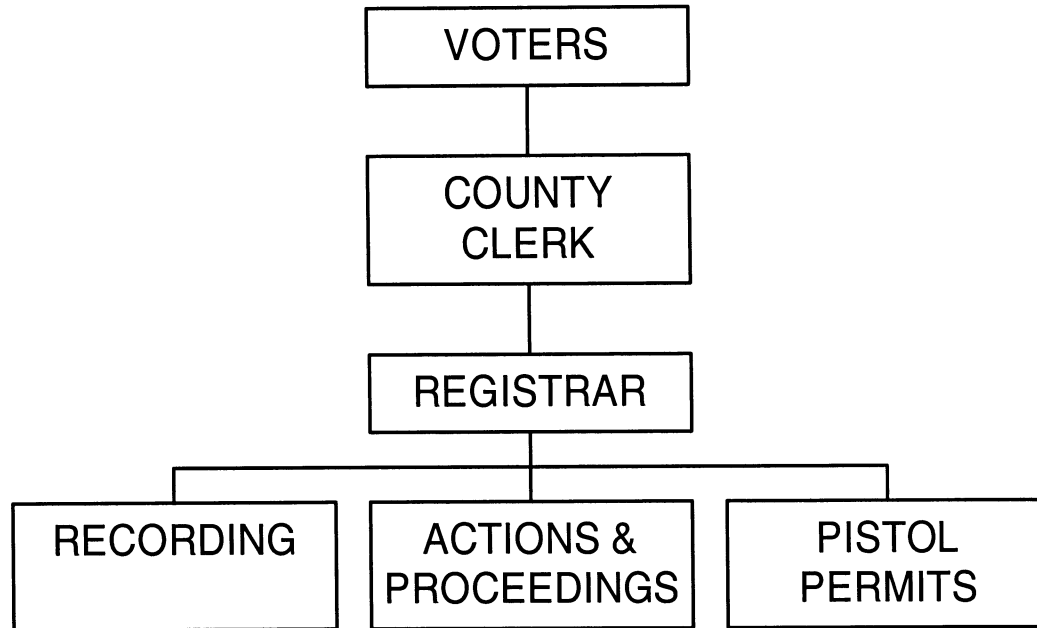 VOTERS
COUNTY
CLERK
REGISTRAR
RECORDING
ACTIONS &
PROCEEDINGS
PISTOL
PERMITS